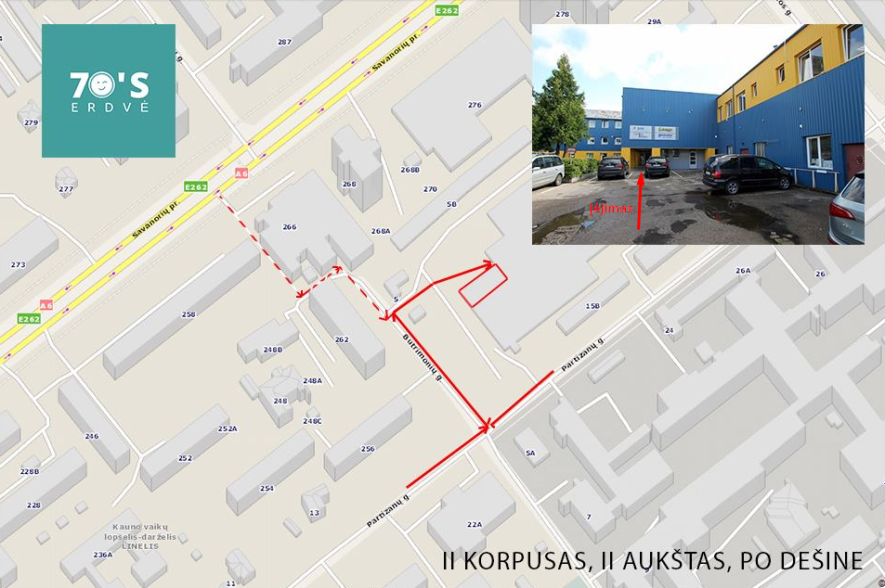 70'S
ERDVĖ
278
29A
E262
287
Savanorių pr.
276
279
277
E262
A6
268
268B
270
5B
Savanorių pr.
266
268A
Įėjimas
273
A6
E262
258
5
26A
26
15B
24
262
248B
Butrimonių g.
Partizanų g.
248A
248
248C
246
252A
252
256
254
5A
228B
228
13
Partizanų g.
22A
7
Kauno vaikų
lopšelis-darželis
LINELIS
236A
11
II KORPUSAS, II AUKŠTAS, PO DEŠINE